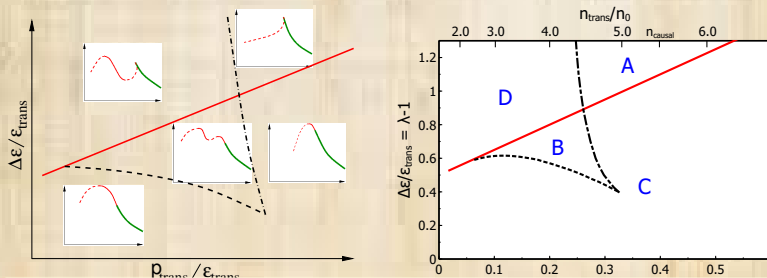 Δε/ε_trans
p_trans/ε_trans
n_trans/n_0
2.0 3.0 4.0 5.0 n_causal 6.0
1.2
1
0.8
0.6
0.4
0.2
0
Δε/ε_trans = λ-1
A
D
B
C
0 0.1 0.2 0.3 0.4 0.5